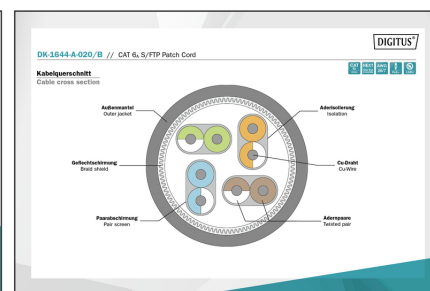 DIGITUS®
DK-1644-A-020/B // CAT 6A S/FTP Patch Cord
Kabelquerschnitt
Cable cross section
Außenmantel
Outer jacket
Aderisolierung
Isolation
Geflechtschirmung
Braid shield
Cu-Draht
Cu-Wire
Paarabschirmung
Pair screen
Adernpaare
Twisted pair